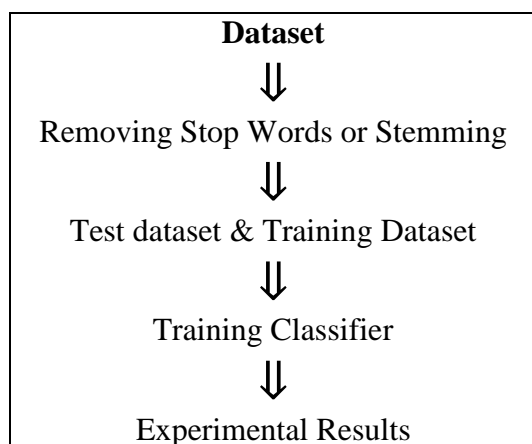 Dataset
⇓
Removing Stop Words or Stemming
⇓
Test dataset & Training Dataset
⇓
Training Classifier
⇓
Experimental Results